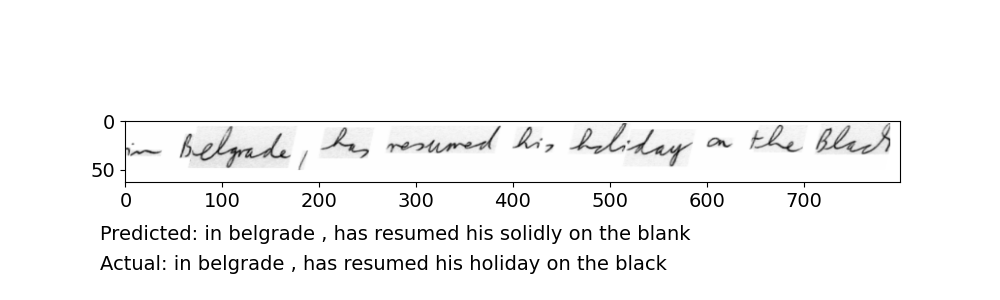 0
in Belgrade, has resumed his holiday on the Black
50
0 100 200 300 400 500 600 700
Predicted: in belgrade , has resumed his solidly on the blank
Actual: in belgrade , has resumed his holiday on the black